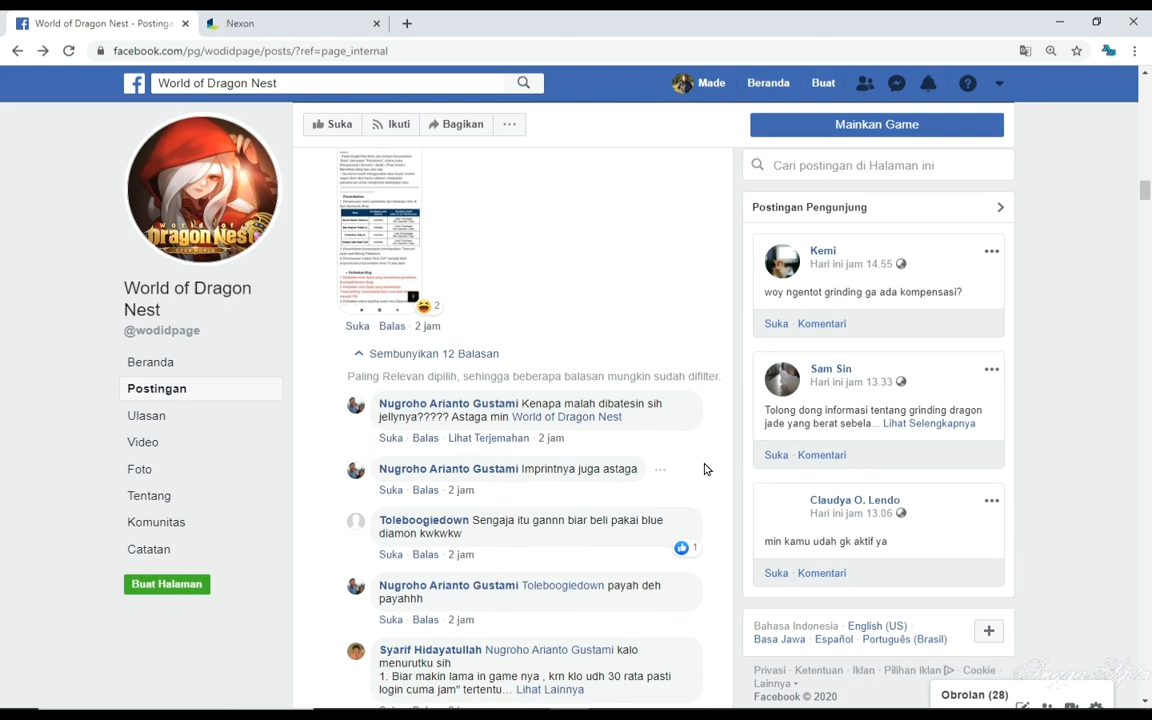 World of Dragon Nest - Postinga
Nexon
facebook.com/pg/wodidpage/posts/?ref=page_internal
World of Dragon Nest
Made
Beranda
Buat
WORLD OF
Dragon Nest
World of Dragon
Nest
@wodidpage
Beranda
Postingan
Ulasan
Video
Foto
Tentang
Komunitas
Catatan
Buat Halaman
Suka
Ikuti
Bagikan
Mainkan Game
2
Suka · Balas · 2 jam
Sembunyikan 12 Balasan
Paling Relevan dipilih, sehingga beberapa balasan mungkin sudah difilter.
Nugroho Arianto Gustami Kenapa malah dibatesin sih
jellynya????? Astaga min World of Dragon Nest
Suka · Balas · Lihat Terjemahan · 2 jam
Nugroho Arianto Gustami Imprintnya juga astaga
Suka · Balas · 2 jam
Toleboogiedown Sengaja itu gannn biar beli pakai blue
diamon kwkwkw
1
Suka · Balas · 2 jam
Nugroho Arianto Gustami Toleboogiedown payah deh
payahhh
Suka · Balas · 2 jam
Syarif Hidayatullah Nugroho Arianto Gustami kalo
menurutku sih
1. Biar makin lama in game nya , krn klo udh 30 rata pasti
login cuma jam" tertentu... Lihat Lainnya
Cari postingan di Halaman ini
Postingan Pengunjung
Kemi
Hari ini jam 14.55
woy ngentot grinding ga ada kompensasi?
Suka · Komentari
Sam Sin
Hari ini jam 13.33
Tolong dong informasi tentang grinding dragon
jade yang berat sebela... Lihat Selengkapnya
Suka · Komentari
Claudya O. Lendo
Hari ini jam 13.06
min kamu udah gk aktif ya
Suka · Komentari
Bahasa Indonesia · English (US) ·
Basa Jawa · Español · Português (Brasil)
Privasi · Ketentuan · Iklan · Pilihan Iklan · Cookie ·
Lainnya
Facebook © 2020
Obrolan (28)